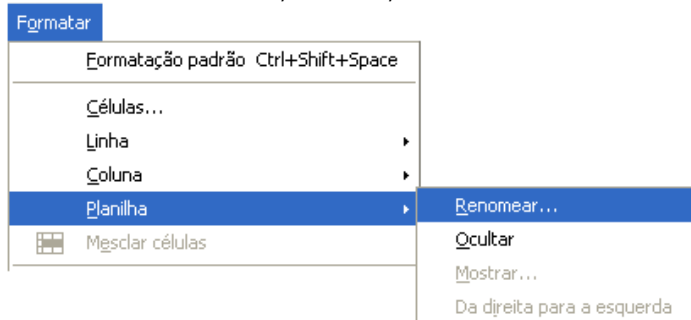 Formatar
Formatação padrão Ctrl+Shift+Space
Células...
Linha
Coluna
Planilha
Renomear...
Mesclar células
Ocultar
Mostrar...
Da direita para a esquerda